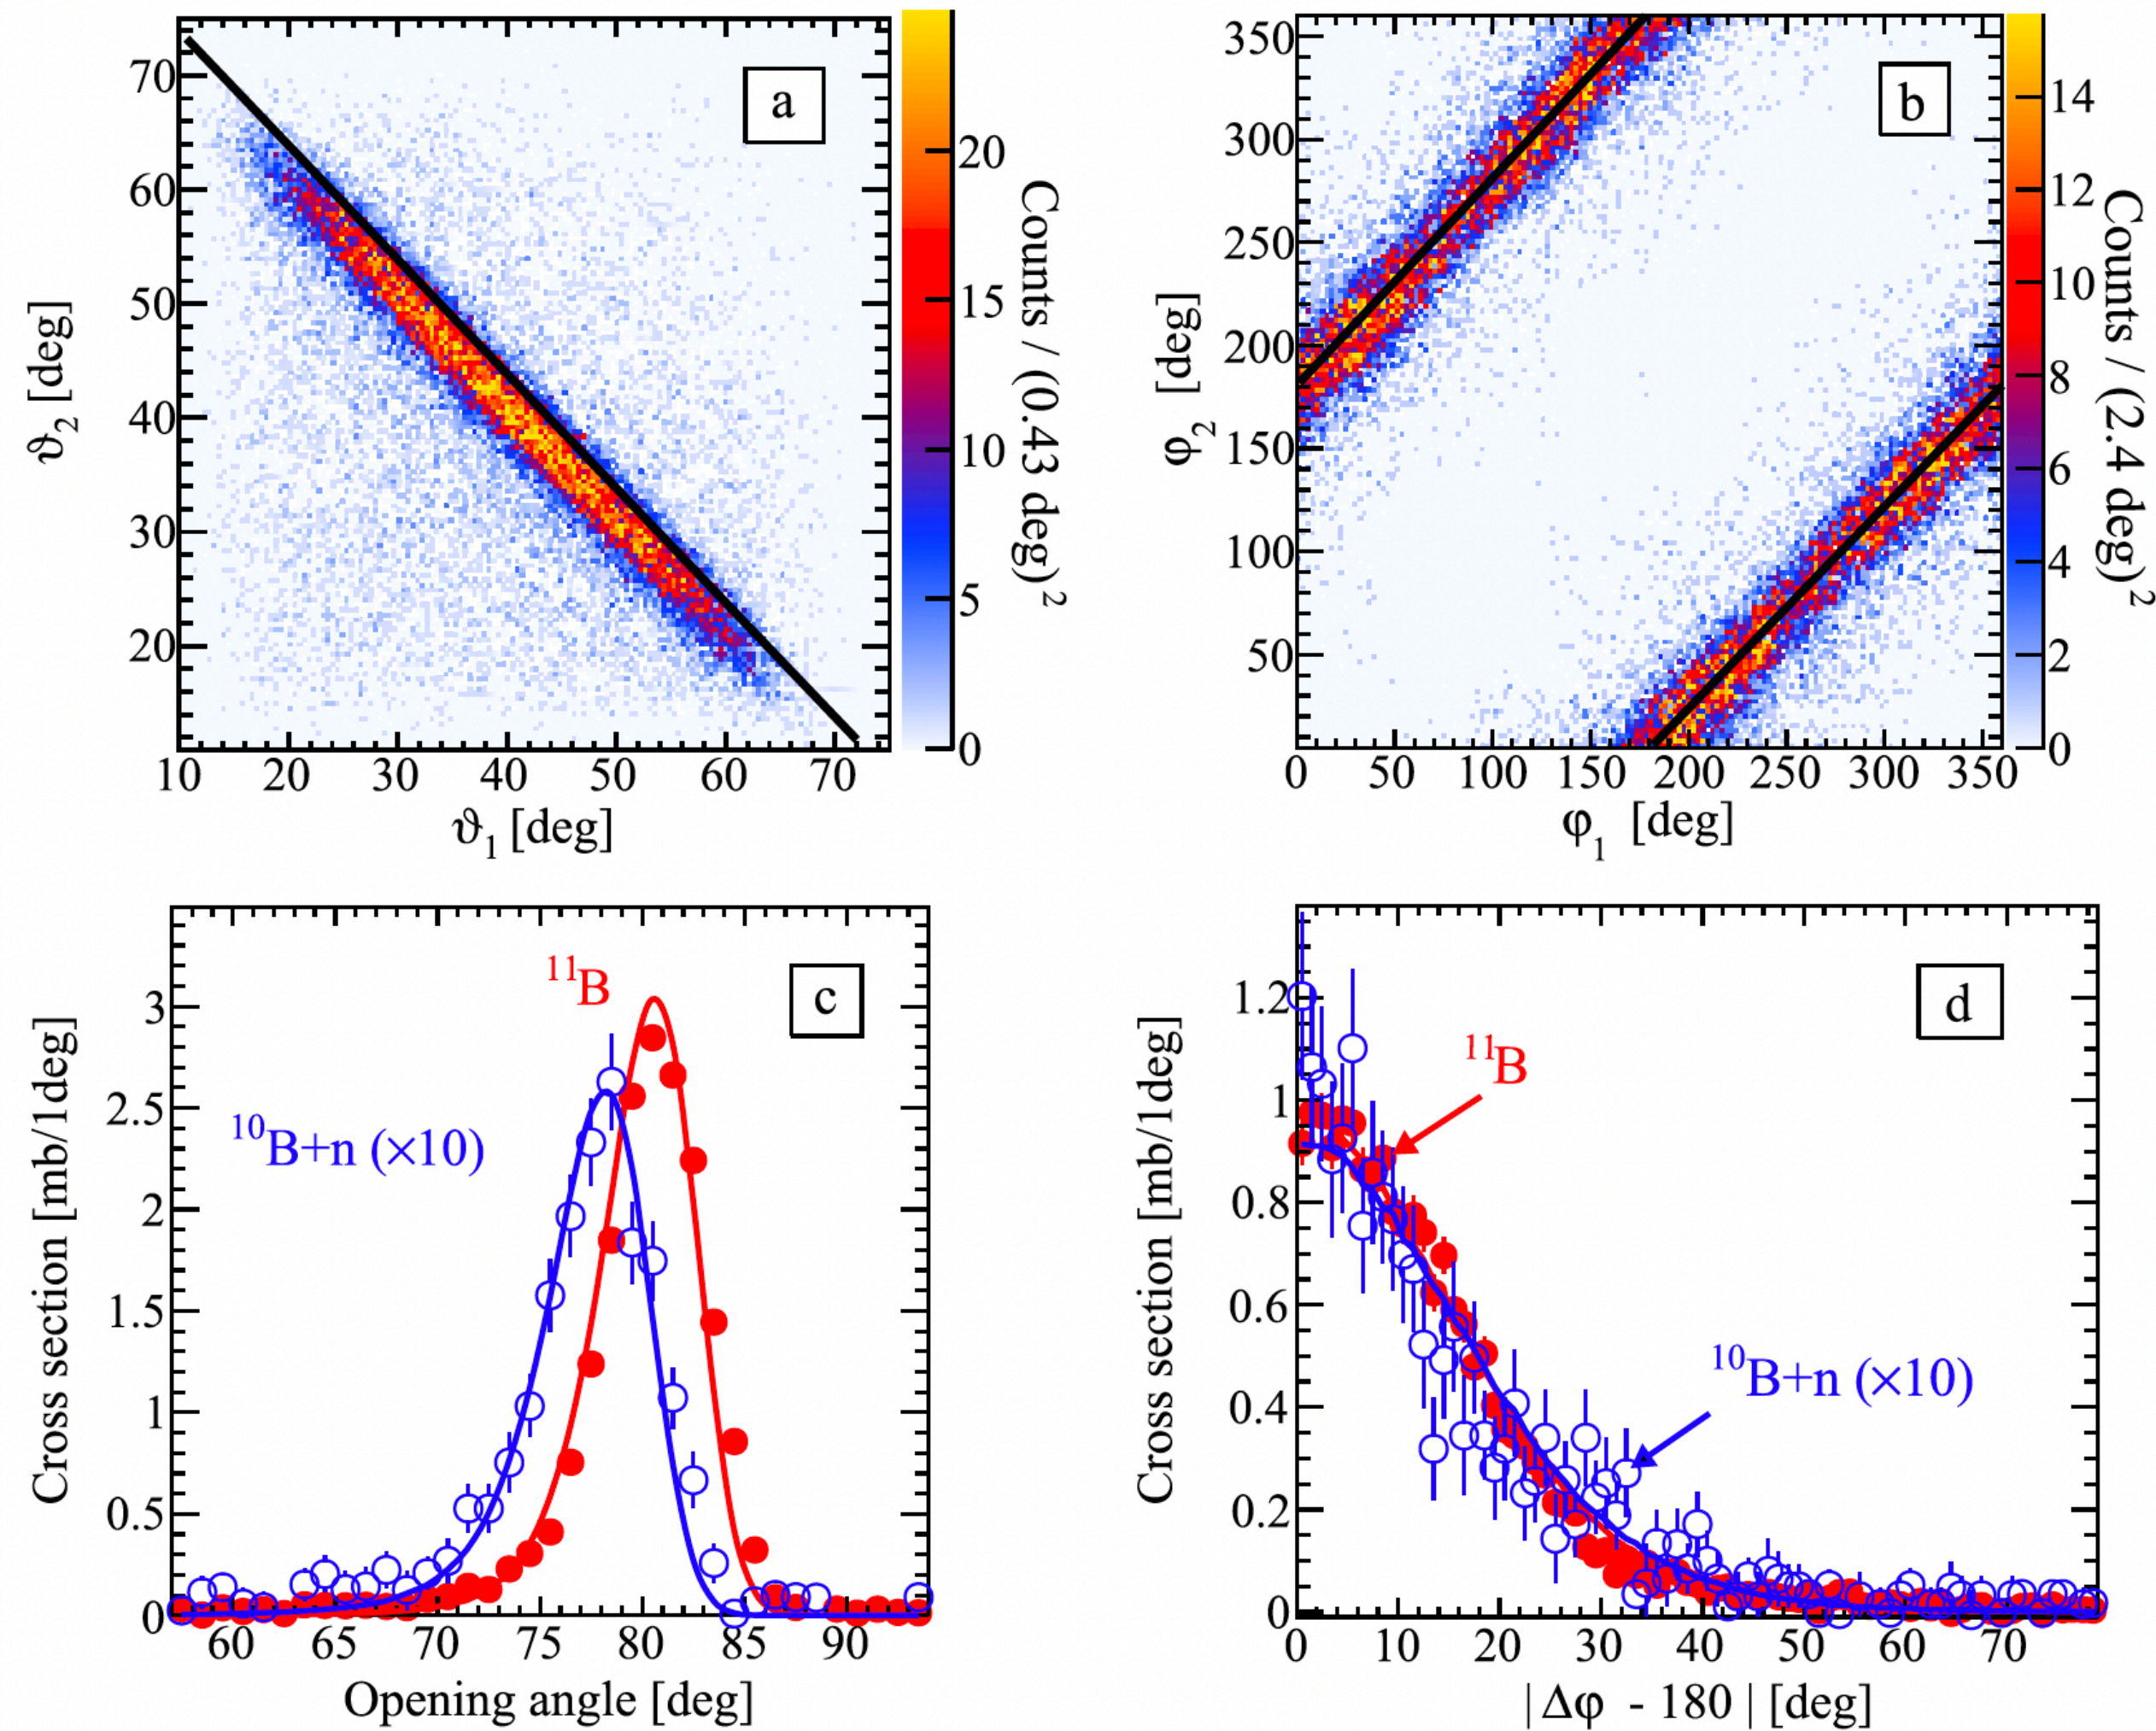 a
70
60
50
40
30
20
ϑ2 [deg]
10 20 30 40 50 60 70
ϑ1 [deg]
20
15
10
5
0
Counts / (0.43 deg)²
b
350
300
250
200
150
100
50
φ2 [deg]
0 50 100 150 200 250 300 350
φ1 [deg]
14
12
10
8
6
4
2
0
Counts / (2.4 deg)²
c
¹¹B
¹⁰B+n (×10)
3
2.5
2
1.5
1
0.5
0
Cross section [mb/1deg]
60 65 70 75 80 85 90
Opening angle [deg]
d
¹¹B
¹⁰B+n (×10)
1.2
1
0.8
0.6
0.4
0.2
0
Cross section [mb/1deg]
0 10 20 30 40 50 60 70
|Δφ - 180| [deg]